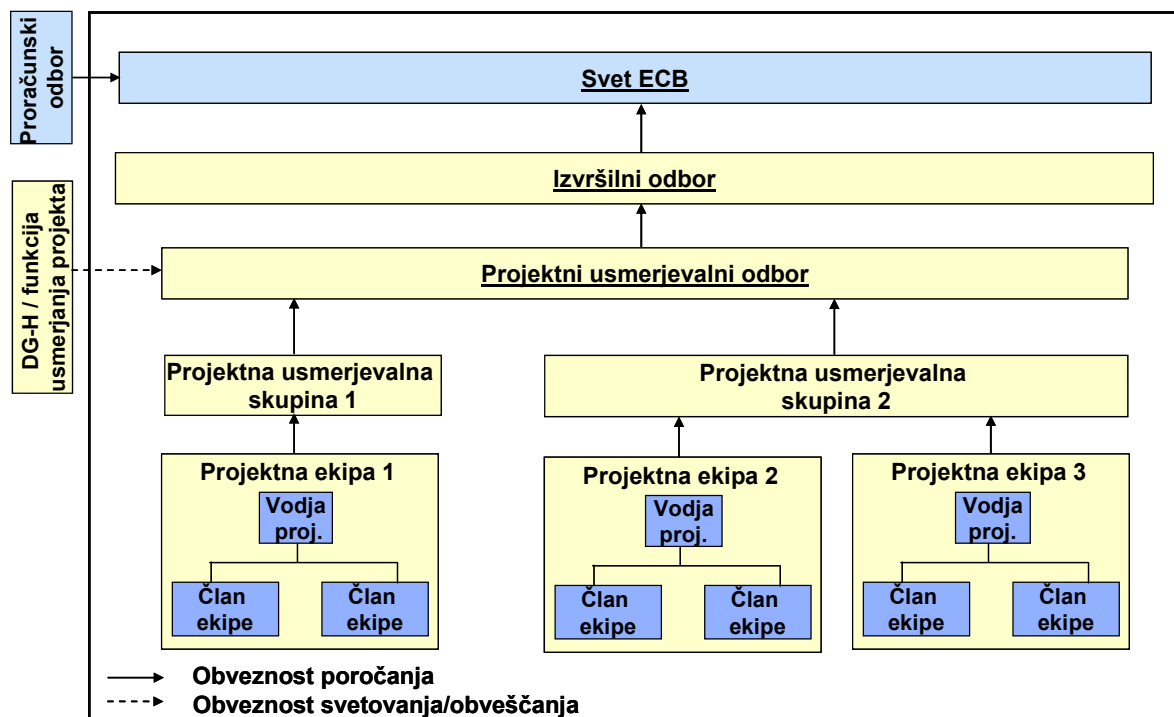 Proračunski
odbor
Svet ECB
Izvršilni odbor
DG-H / funkcija
usmerjanja projekta
Projektni usmerjevalni odbor
Projektna usmerjevalna
skupina 1
Projektna usmerjevalna
skupina 2
Projektna ekipa 1
Vodja
proj.
Član
ekipe
Član
ekipe
Projektna ekipa 2
Vodja
proj.
Član
ekipe
Član
ekipe
Projektna ekipa 3
Vodja
proj.
Član
ekipe
Član
ekipe
Obveznost poročanja
Obveznost svetovanja/obveščanja